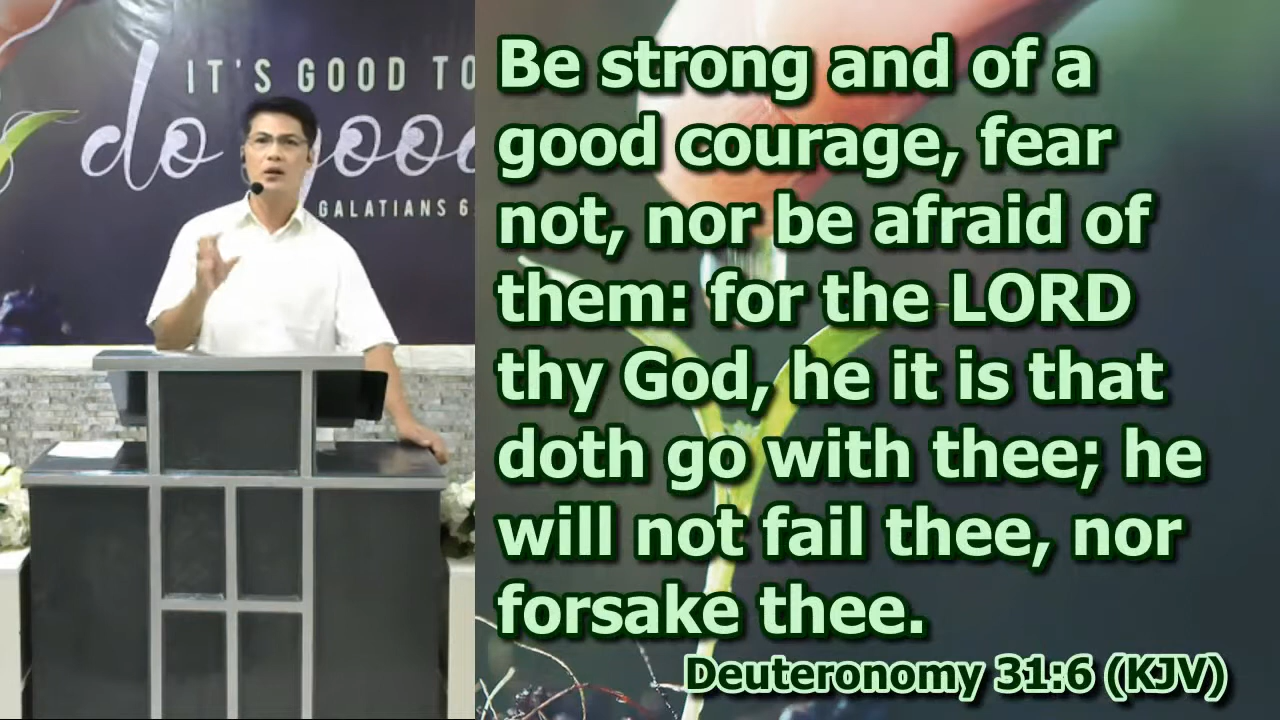 IT'S GOOD TO
do good
GALATIANS 6
Be strong and of a
good courage, fear
not, nor be afraid of
them: for the LORD
thy God, he it is that
doth go with thee; he
will not fail thee, nor
forsake thee.
Deuteronomy 31:6 (KJV)